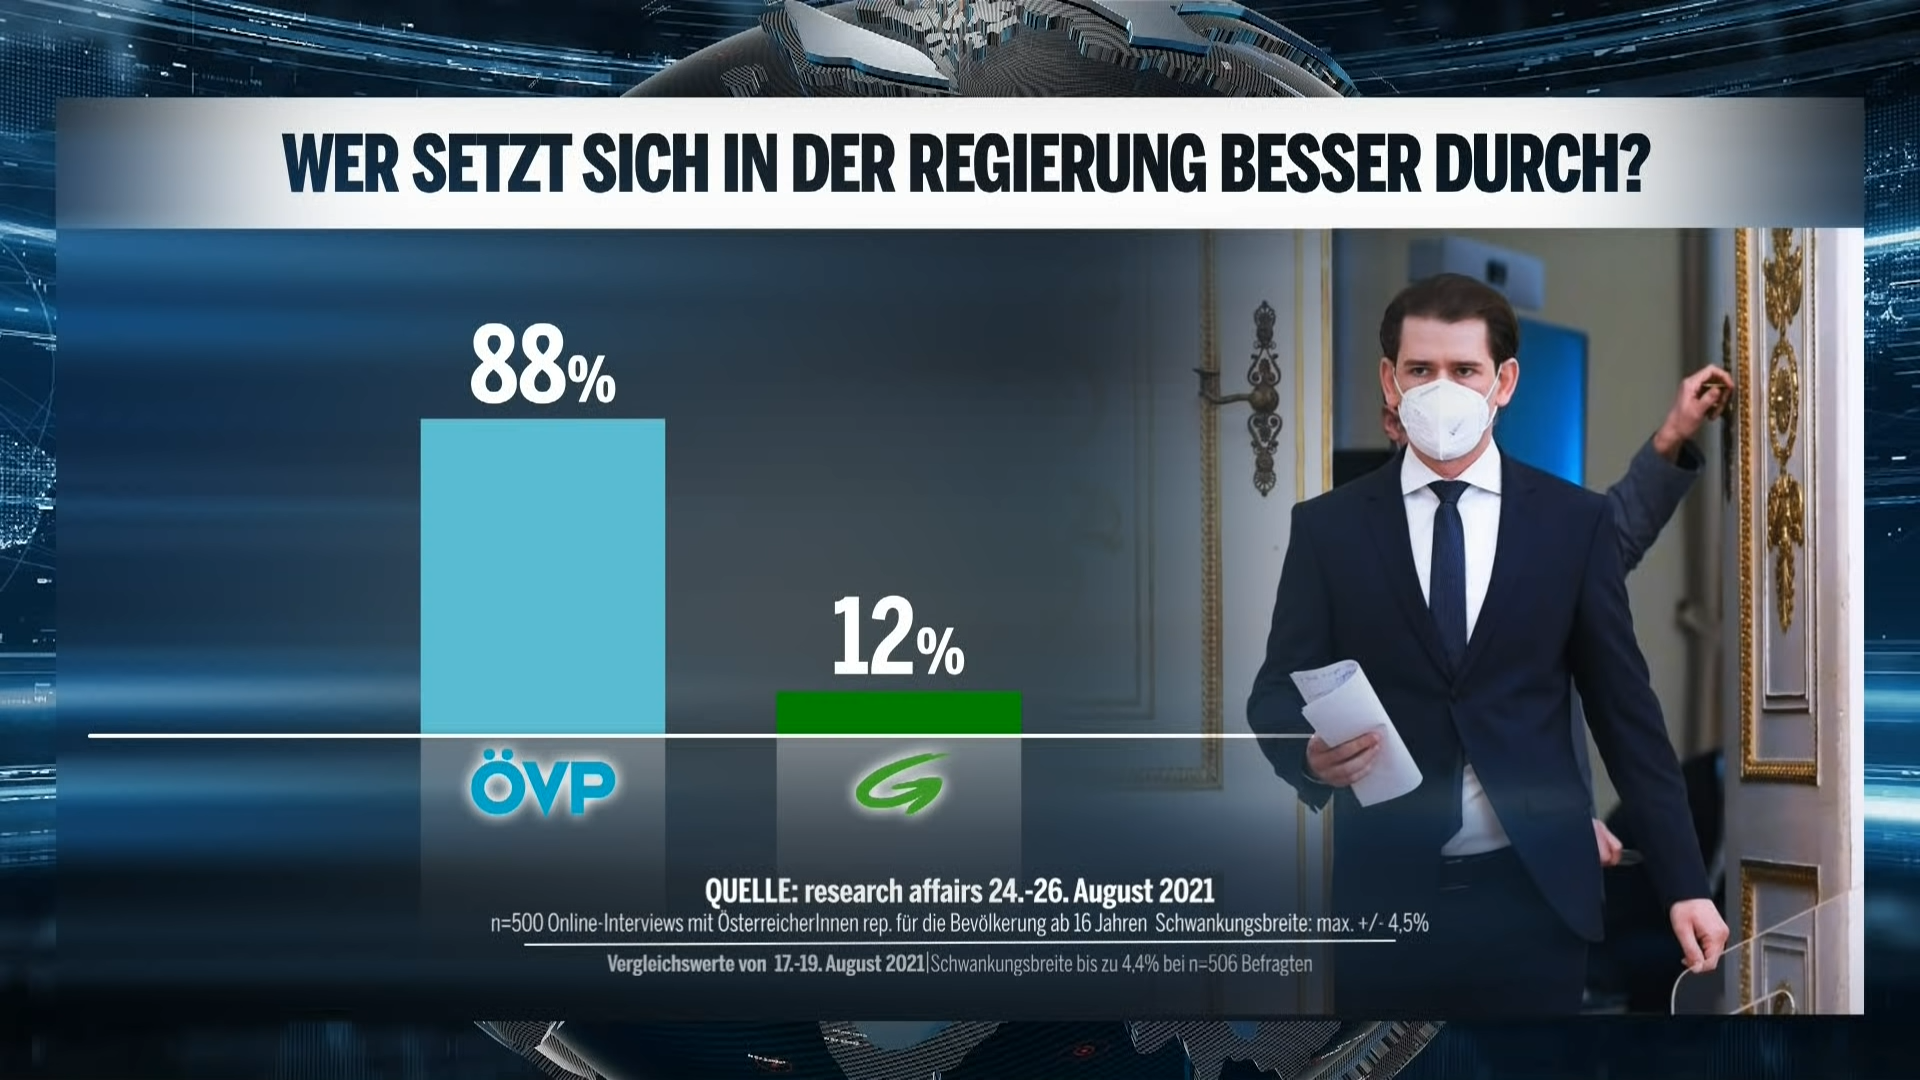 WER SETZT SICH IN DER REGIERUNG BESSER DURCH?
88%
12%
ÖVP
G
QUELLE: research affairs 24.-26. August 2021
n=500 Online-Interviews mit ÖsterreicherInnen rep. für die Bevölkerung ab 16 Jahren Schwankungsbreite: max. +/- 4,5%
Vergleichswerte von 17.-19. August 2021|Schwankungsbreite bis zu 4,4% bei n=506 Befragten